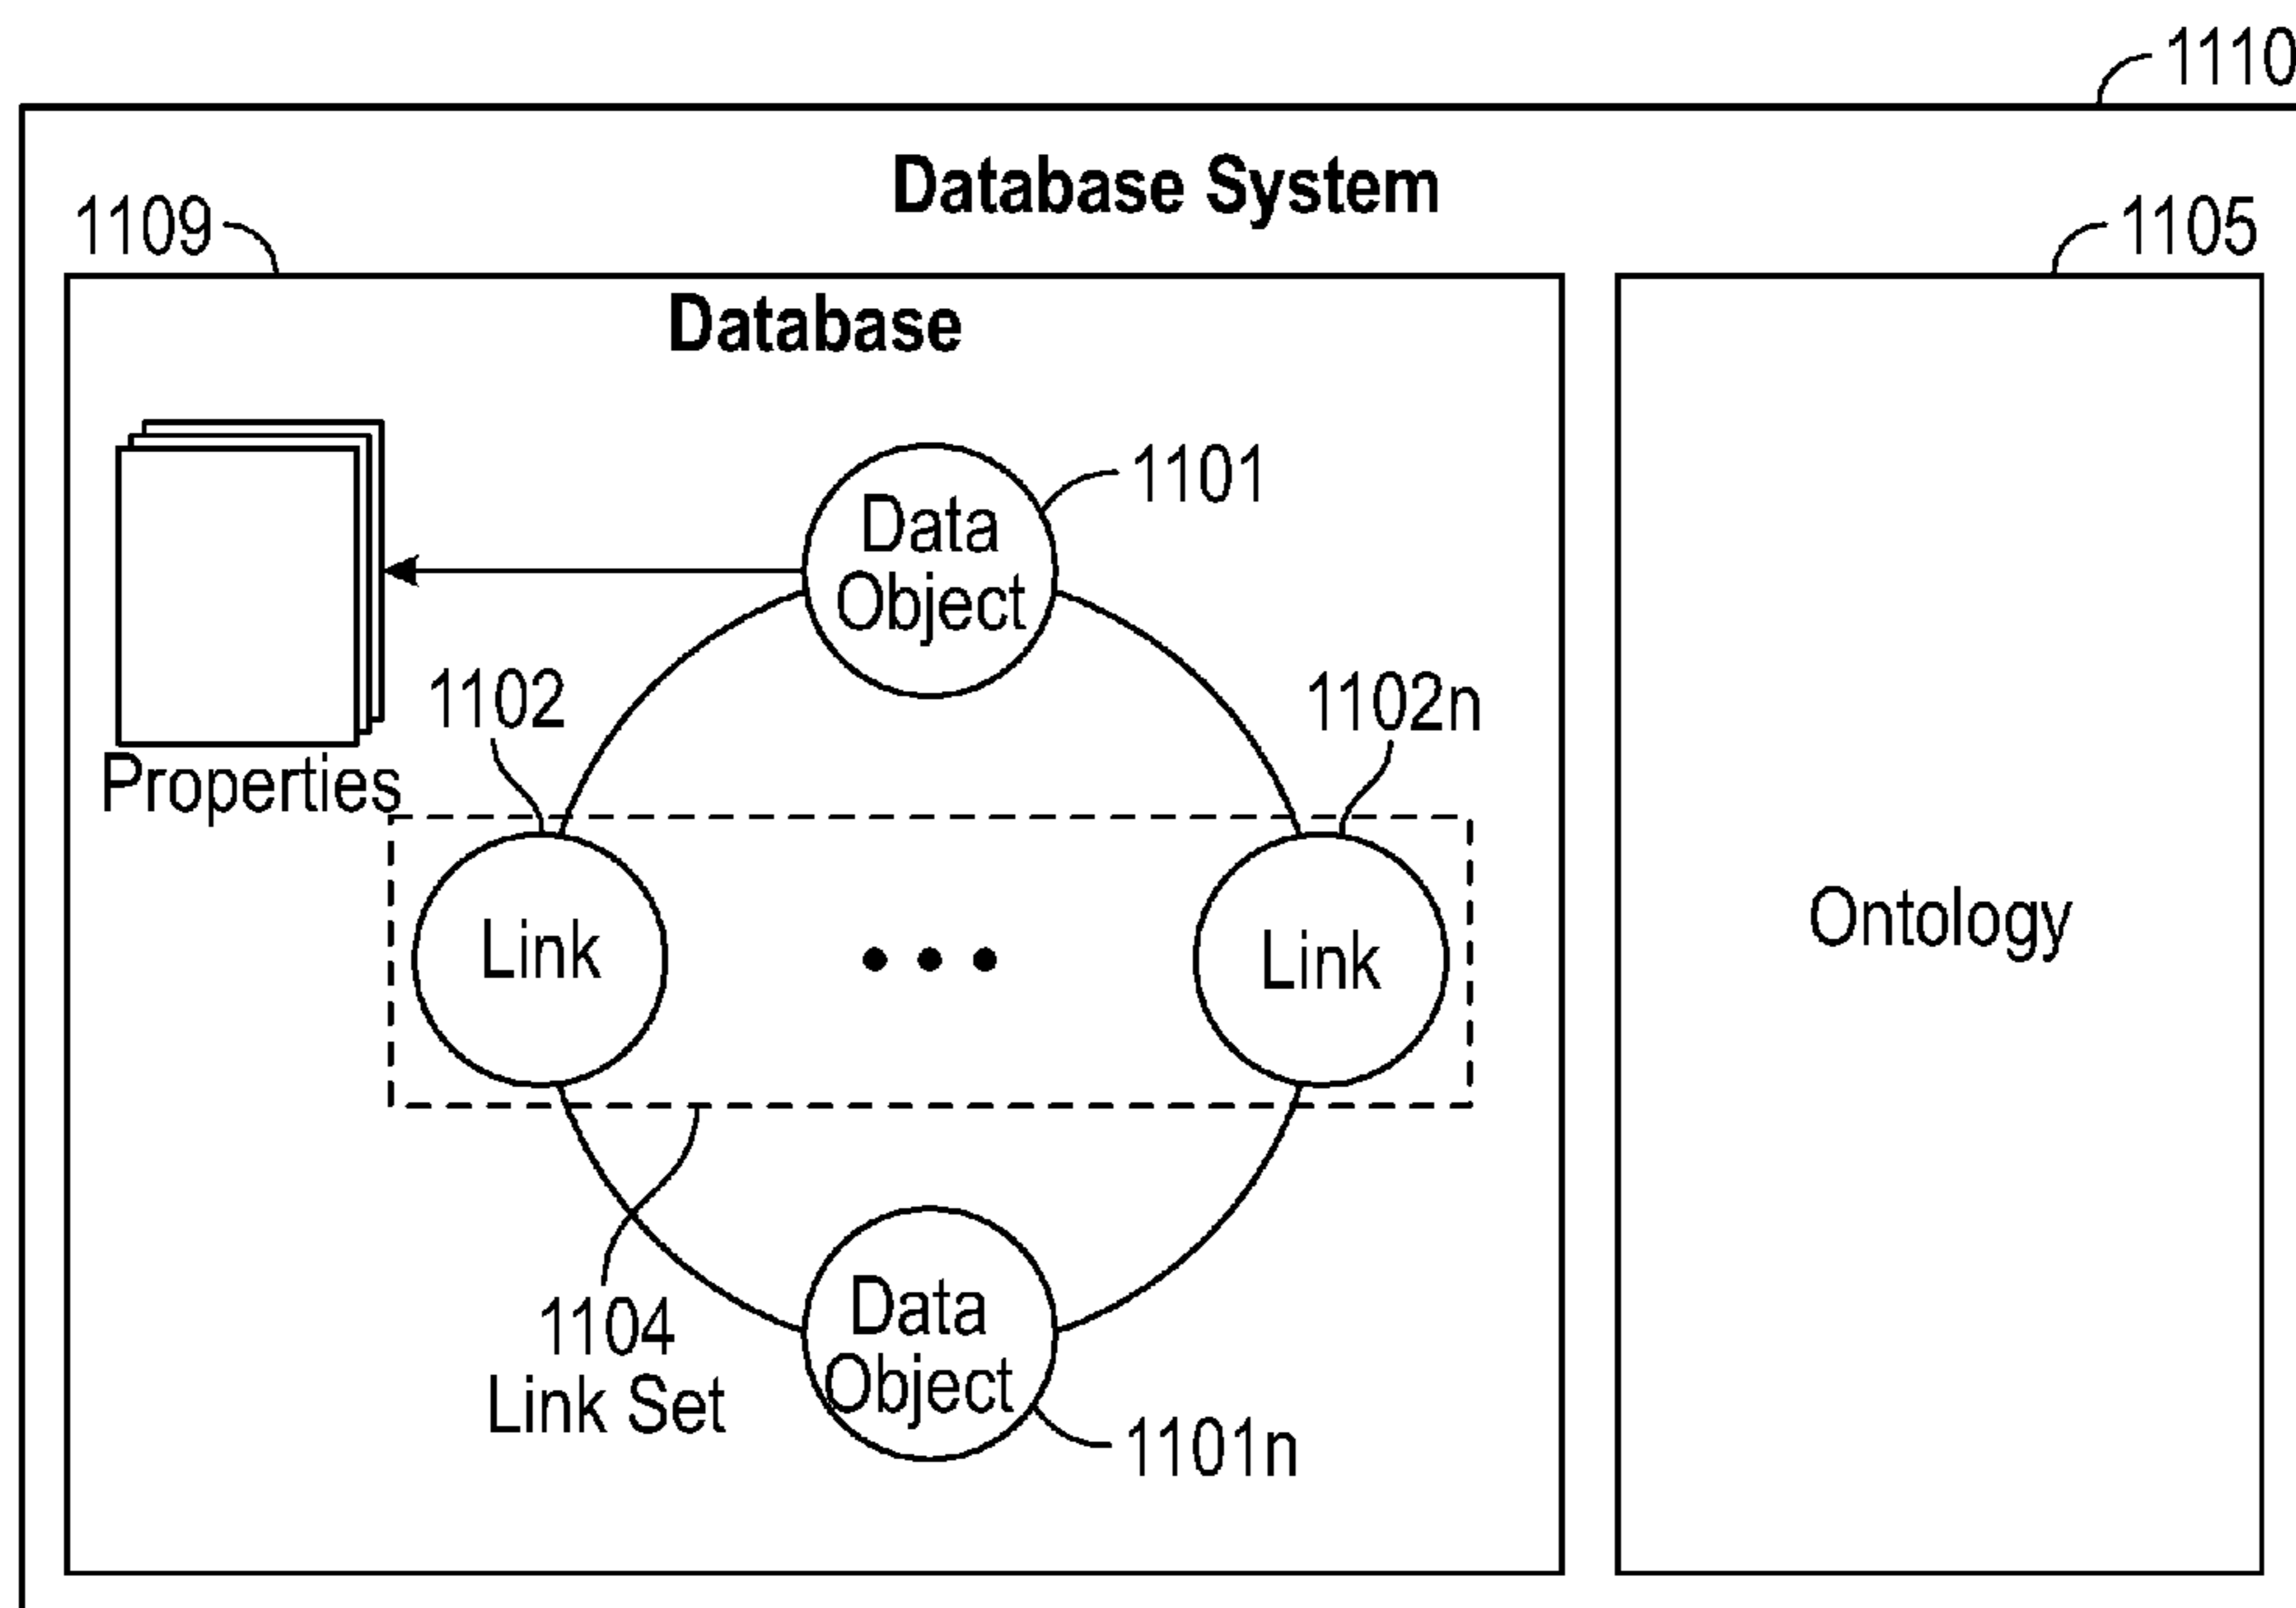 1110
Database System
1109
1105
Database
1101
Data
Object
1102
1102n
Properties
Link
Link
Ontology
1104
Link Set
Data
Object
1101n